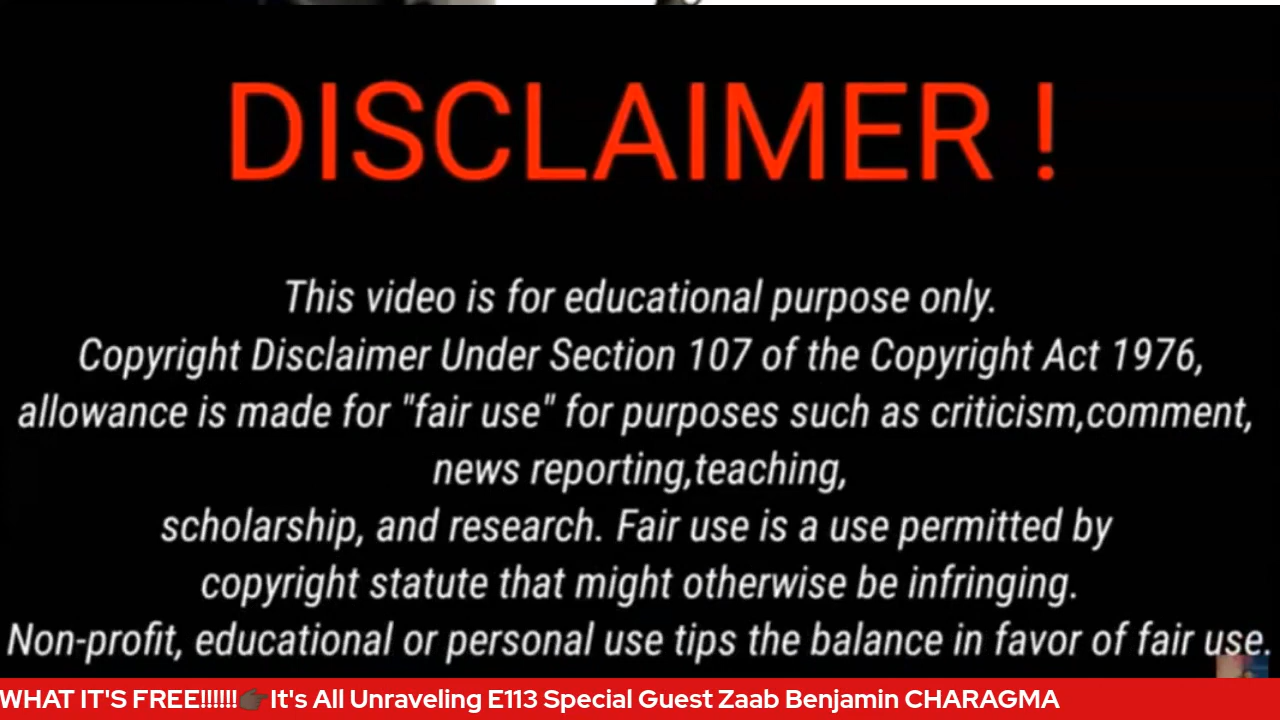 DISCLAIMER !
This video is for educational purpose only.
Copyright Disclaimer Under Section 107 of the Copyright Act 1976,
allowance is made for "fair use" for purposes such as criticism,comment,
news reporting,teaching,
scholarship, and research. Fair use is a use permitted by
copyright statute that might otherwise be infringing.
Non-profit, educational or personal use tips the balance in favor of fair use.
WHAT IT'S FREE!!!!!!👉🏿It's All Unraveling E113 Special Guest Zaab Benjamin CHARAGMA